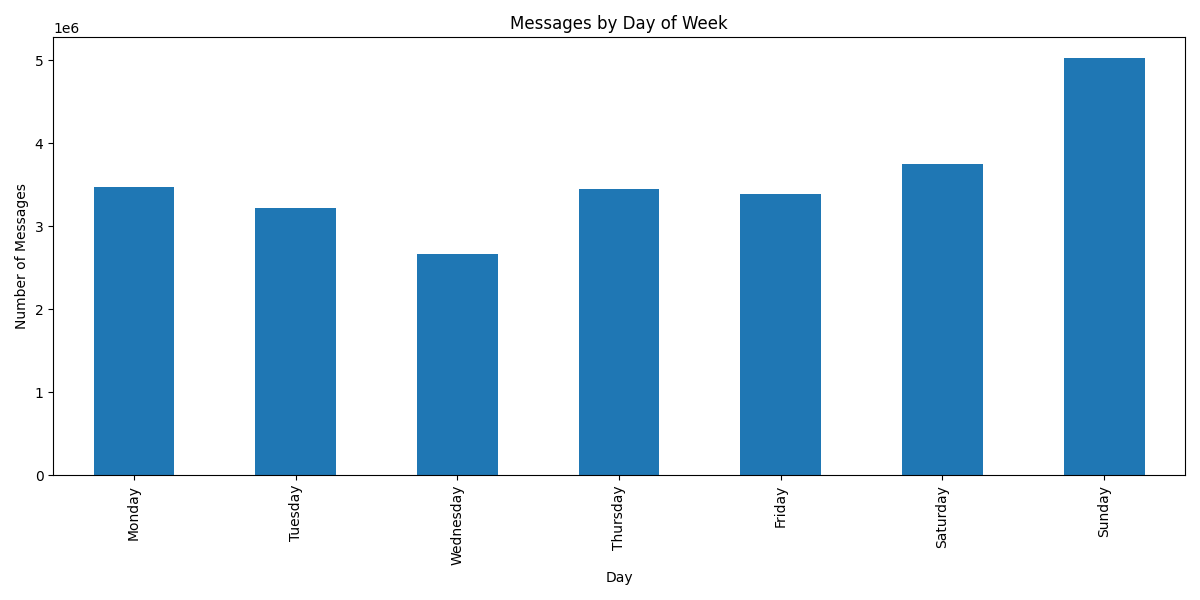 Messages by Day of Week
1e6
5
4
3
2
1
0
Number of Messages
Monday
Tuesday
Wednesday
Thursday
Friday
Saturday
Sunday
Day